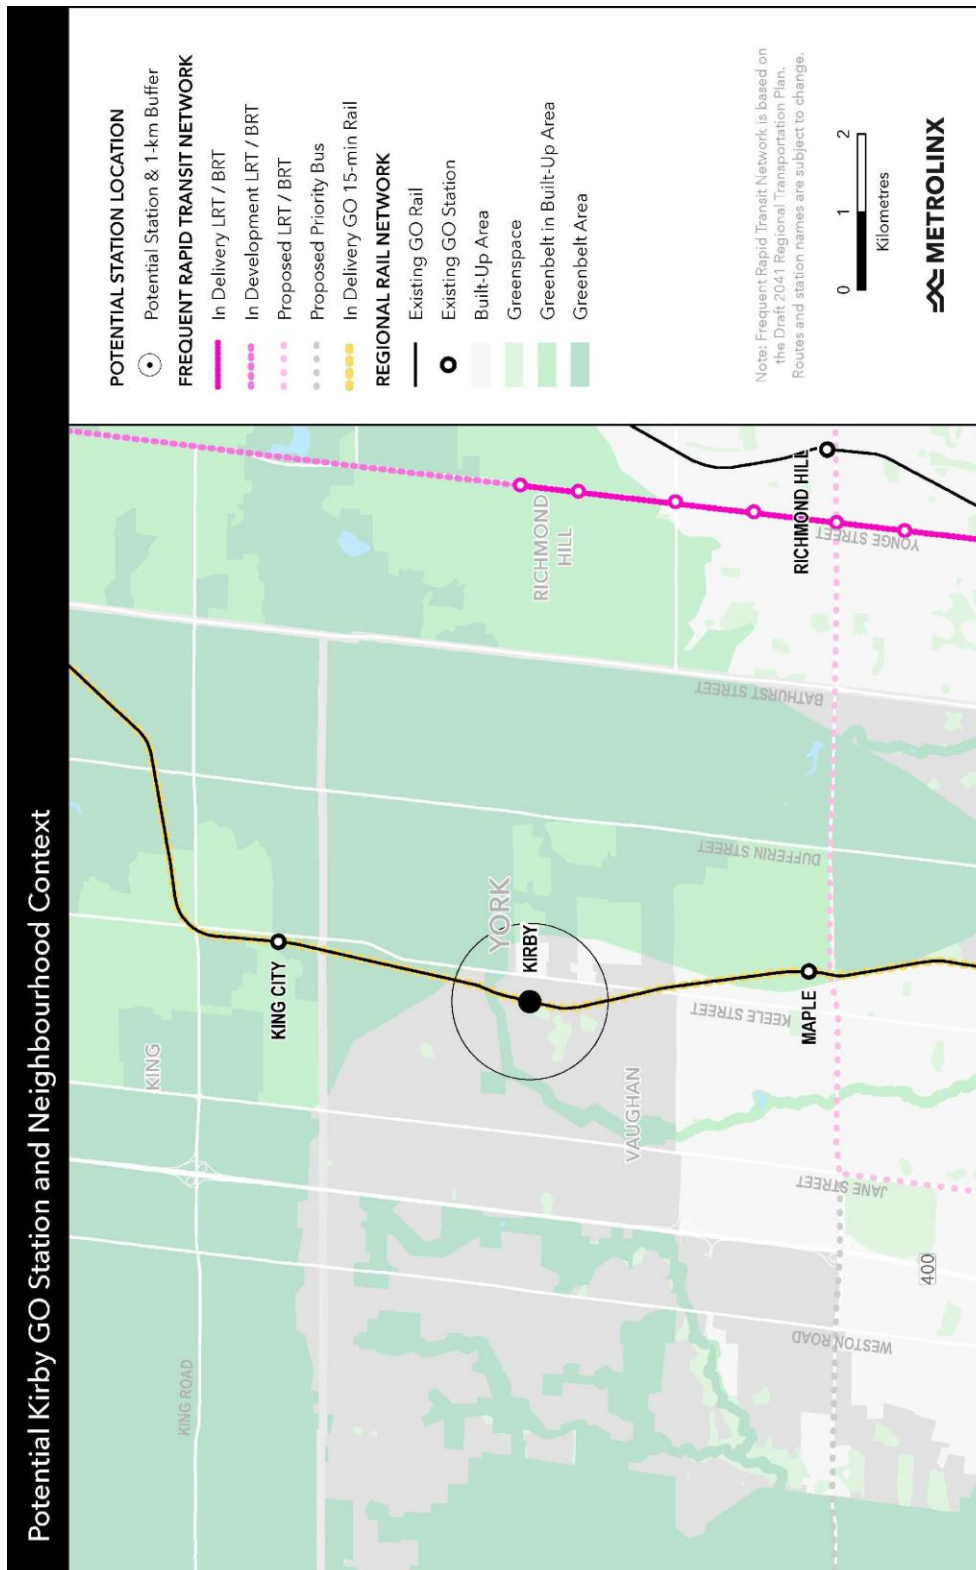 Potential Kirby GO Station and Neighbourhood Context
KING ROAD
KING
KING CITY
YORK
KIRBY
VAUGHAN
RICHMOND
HILL
KEELE STREET
MAPLE
JANE STREET
WESTON ROAD
400
DUFFERIN STREET
BATHURST STREET
RICHMOND HILL
YONGE STREET
POTENTIAL STATION LOCATION
Potential Station & 1-km Buffer
FREQUENT RAPID TRANSIT NETWORK
In Delivery LRT / BRT
In Development LRT / BRT
Proposed LRT / BRT
Proposed Priority Bus
In Delivery GO 15-min Rail
REGIONAL RAIL NETWORK
Existing GO Rail
Existing GO Station
Built-Up Area
Greenspace
Greenbelt in Built-Up Area
Greenbelt Area
Note: Frequent Rapid Transit Network is based on
the Draft 2041 Regional Transportation Plan.
Routes and station names are subject to change.
0 1 2
Kilometres
METROLINX